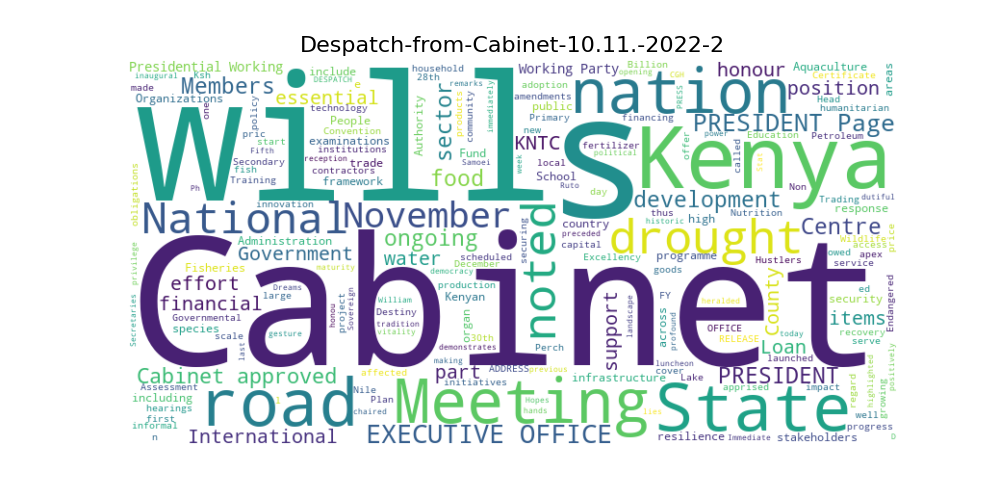 Despatch-from-Cabinet-10.11.-2022-2
Presidential Working
include
household
28th
remarks
Working Party
Billion
opening
honour
Aquaculture
Certificate
areas
inaugural
Ksh
DESPATCH
made
Members
essential
Organizations
technology
policy
one
People
Convention
Authority
sector
products
community
immediately
adoption
amendments
public
Primary
financing
nation
PRESS
CGH
position
Head
humanitarian
PRESIDENT Page
will
S
Kenya
pric
Fifth
start
Secondary
fish
Training
examinations
institutions
reception
contractors
trade
framework
Fund
Samoei
food
KNTC
new
week
local
School
Ruto
fertilizer
political
day
offer
power
called
Education
Stat
Petroleum
Non
Trading
dutiful
response
obligations
Ph
innovation
National
November
noted
securing
country
preceded
capital
thus
historic
high
development
Nutrition
Centre
Administration
Government
ongoing
water
scheduled
December
democracy
Excellency
drought
programme
goods
Hustlers
Wildlife
access
owed
apex
service
price
privilege
Fisheries
maturity
effort
Dreams
large
financial
Governmental
species
scale
last
gesture
honou
project
Sovereign
William
Destiny
tradition
vitality
Kenyan
production
organ
30th
demonstrates
Cabinet
Perch
support
landscape
across
FY
profound
heralded
OFFICE
RELEASE
County
today
Loan
launched
ed
security
items
recovery
serve
Endangered
Secretaries
Cabinet approved
Assessment
including
hearings
first
informal
n
affected
Nile
Plan
chaired
making
part
ADDRESS
previous
initiatives
luncheon
cover
Lake
infrastructure
PRESIDENT
apprised
impact
regard
highlighted
growing
positively
well
progress
road
Meeting
Hopes
hands
lies
State
International
EXECUTIVE OFFICE
resilience
Immediate
stakeholders
D